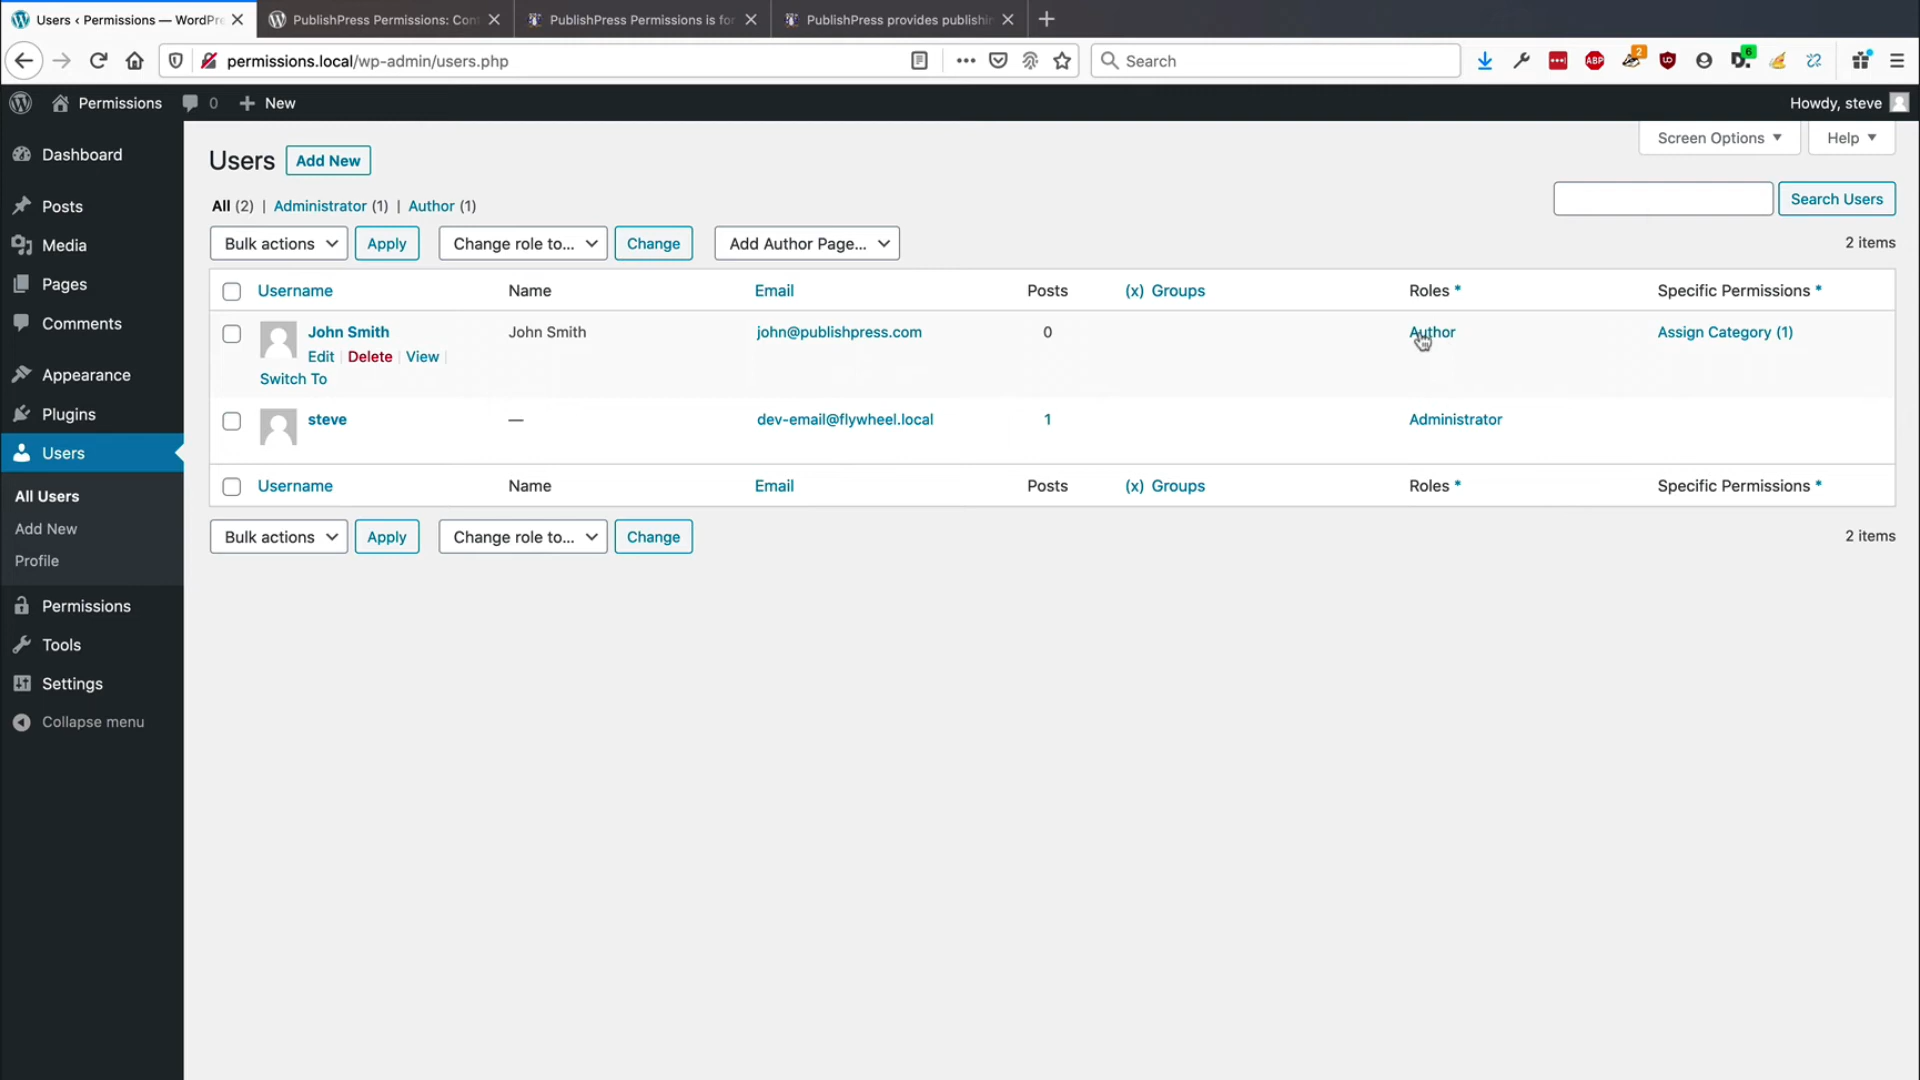 Users ‹ Permissions — WordPre
PublishPress Permissions: Con
PublishPress Permissions is for
PublishPress provides publishin
permissions.local/wp-admin/users.php
Search
ABP
2
6
Permissions
0
New
Howdy, steve
Dashboard
Posts
Media
Pages
Comments
Appearance
Plugins
Users
All Users
Add New
Profile
Permissions
Tools
Settings
Collapse menu
Screen Options
Help
Users
Add New
All (2) | Administrator (1) | Author (1)
Search Users
Bulk actions
Apply
Change role to...
Change
Add Author Page...
2 items
Username Name Email Posts (x) Groups Roles * Specific Permissions *
John Smith John Smith john@publishpress.com 0 Author Assign Category (1)
Edit | Delete | View |
Switch To
steve — dev-email@flywheel.local 1 Administrator
Username Name Email Posts (x) Groups Roles * Specific Permissions *
Bulk actions
Apply
Change role to...
Change
2 items